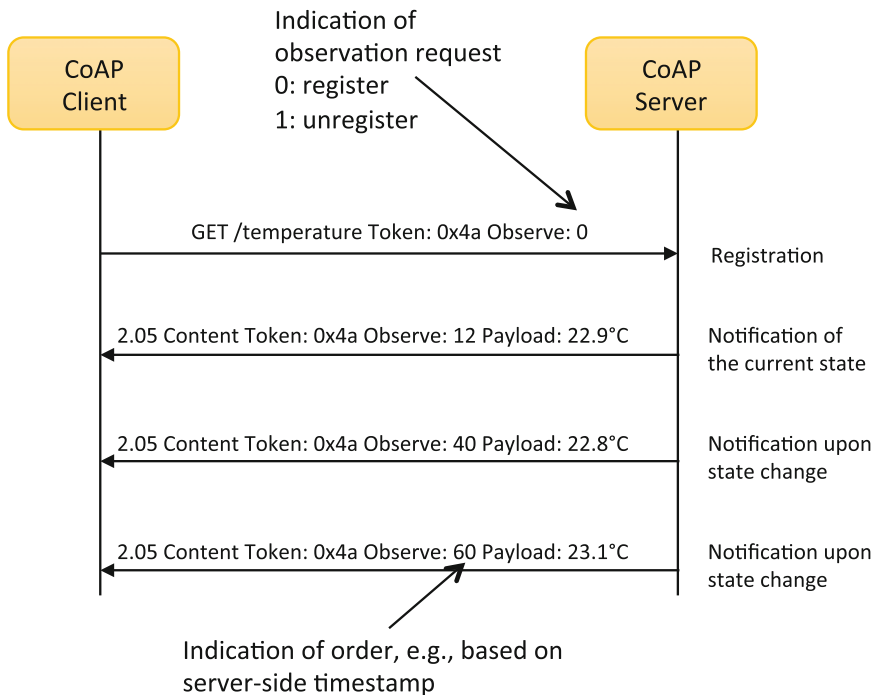 Indication of
observation request
0: register
1: unregister
CoAP
Client
CoAP
Server
GET /temperature Token: 0x4a Observe: 0
Registration
2.05 Content Token: 0x4a Observe: 12 Payload: 22.9°C
Notification of
the current state
2.05 Content Token: 0x4a Observe: 40 Payload: 22.8°C
Notification upon
state change
2.05 Content Token: 0x4a Observe: 60 Payload: 23.1°C
Notification upon
state change
Indication of order, e.g., based on
server-side timestamp